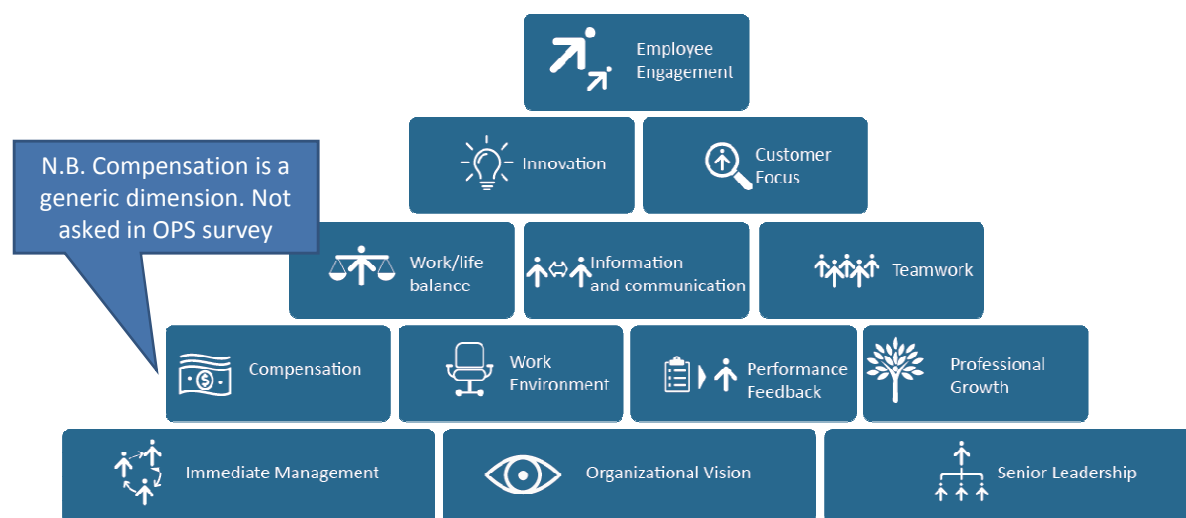 Employee
Engagement
Innovation
Customer
Focus
N.B. Compensation is a
generic dimension. Not
asked in OPS survey
Work/life
balance
Information
and communication
Teamwork
Compensation
Work
Environment
Performance
Feedback
Professional
Growth
Immediate Management
Organizational Vision
Senior Leadership